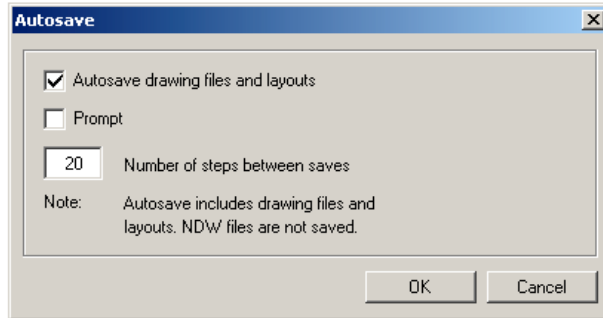 Autosave
Autosave drawing files and layouts
Prompt
20 Number of steps between saves
Note: Autosave includes drawing files and
layouts. NDW files are not saved.
OK Cancel